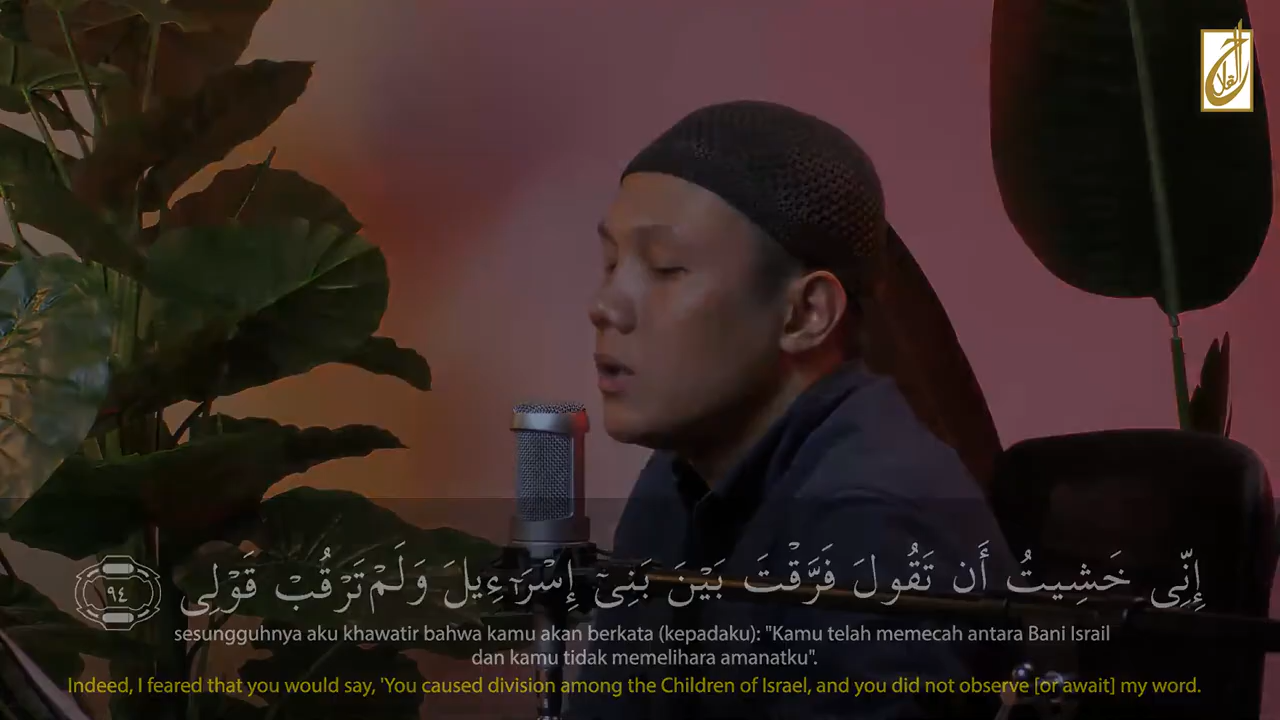 القلاح
إِنِّى خَشِيتُ أَن تَقُولَ فَرَّقْتَ بَيْنَ بَنِىٓ إِسْرَٰٓءِيلَ وَلَمْ تَرْقُبْ قَوْلِى ٩٤
sesungguhnya aku khawatir bahwa kamu akan berkata (kepadaku): "Kamu telah memecah antara Bani Israil
dan kamu tidak memelihara amanatku".
Indeed, I feared that you would say, 'You caused division among the Children of Israel, and you did not observe [or await] my word.